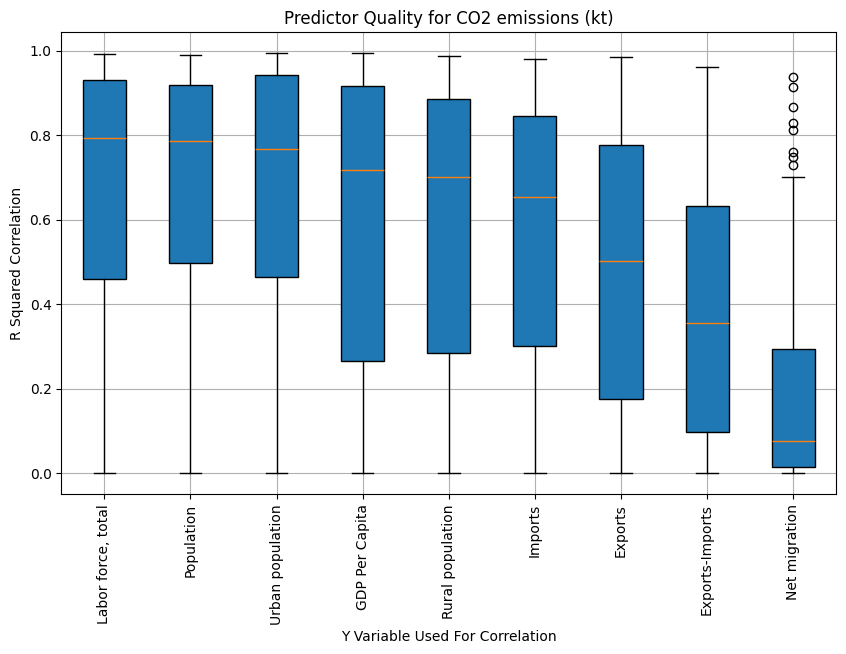 Predictor Quality for CO2 emissions (kt)
R Squared Correlation
1.0
0.8
0.6
0.4
0.2
0.0
Labor force, total
Population
Urban population
GDP Per Capita
Rural population
Imports
Exports
Exports-Imports
Net migration
Y Variable Used For Correlation